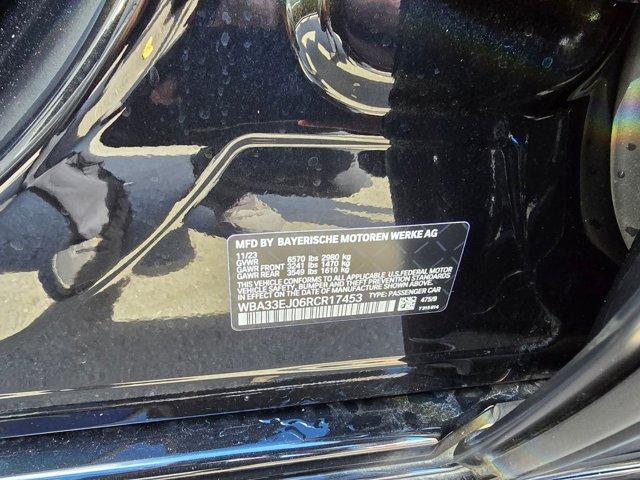 MFD BY BAYERISCHE MOTOREN WERKE AG
11/23
GVWR 6570 lbs 2980 kg
GAWR FRONT 3241 lbs 1470 kg
GAWR REAR 3549 lbs 1610 kg
THIS VEHICLE CONFORMS TO ALL APPLICABLE U.S. FEDERAL MOTOR
VEHICLE SAFETY, BUMPER AND THEFT PREVENTION STANDARDS
IN EFFECT ON THE DATE OF MANUFACTURE SHOWN ABOVE.
WBA33EJ06RCR17453 TYPE: PASSENGER CAR
475/9